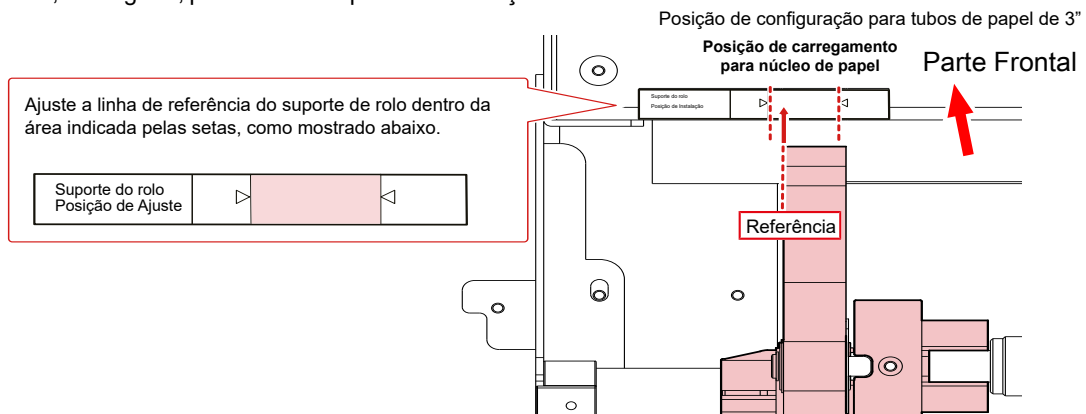 Posição de configuração para tubos de papel de 3”
Posição de carregamento
para núcleo de papel
Parte Frontal
Ajuste a linha de referência do suporte de rolo dentro da
área indicada pelas setas, como mostrado abaixo.
Suporte do rolo
Posição de Ajuste
Suporte do rolo
Posição de Instalação
Referência